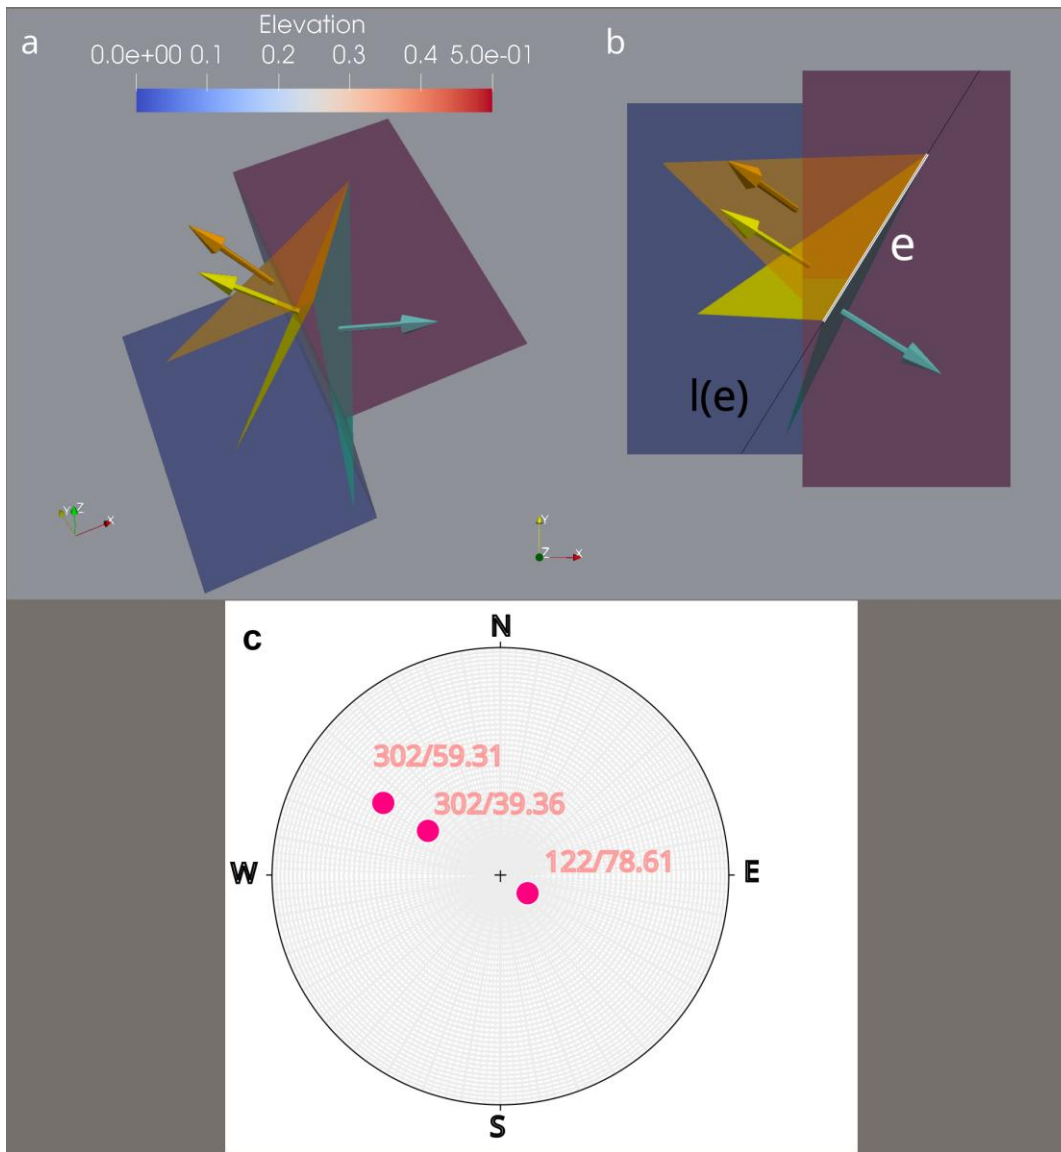 a
Elevation
0.0e+00 0.1 0.2 0.3 0.4 5.0e-01
Y Z X
b
e
l(e)
Y
Z X
c
N
302/59.31
302/39.36
122/78.61
W E
S